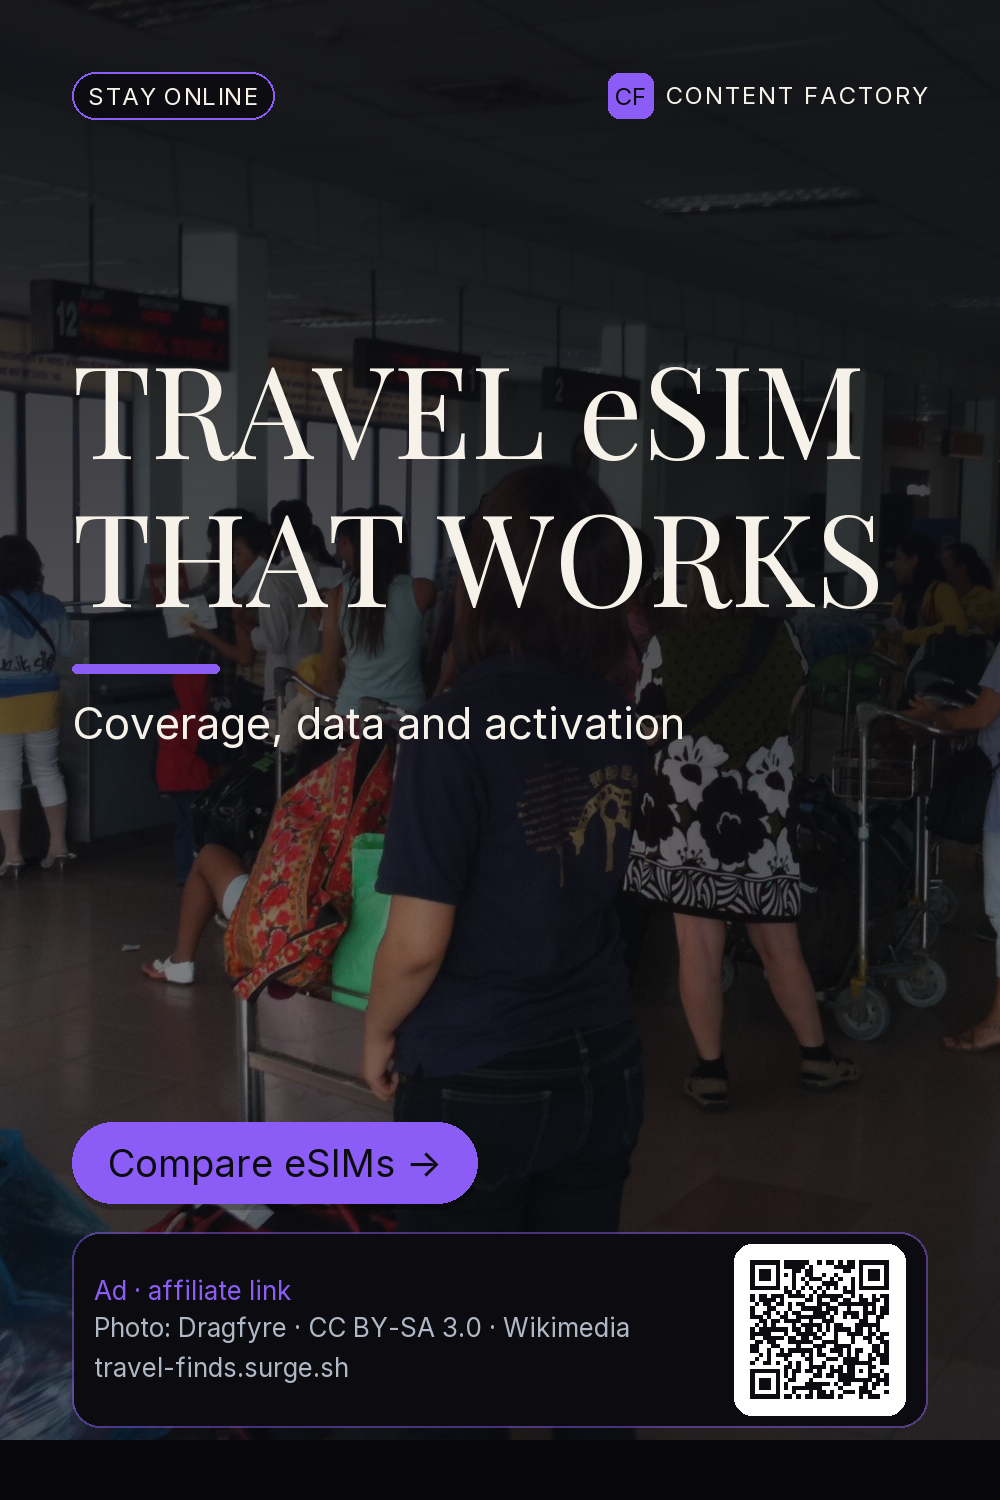 STAY ONLINE
CF CONTENT FACTORY
12
TRAVEL eSIM
THAT WORKS
Coverage, data and activation
Compare eSIMs →
Ad · affiliate link
Photo: Dragfyre · CC BY-SA 3.0 · Wikimedia
travel-finds.surge.sh